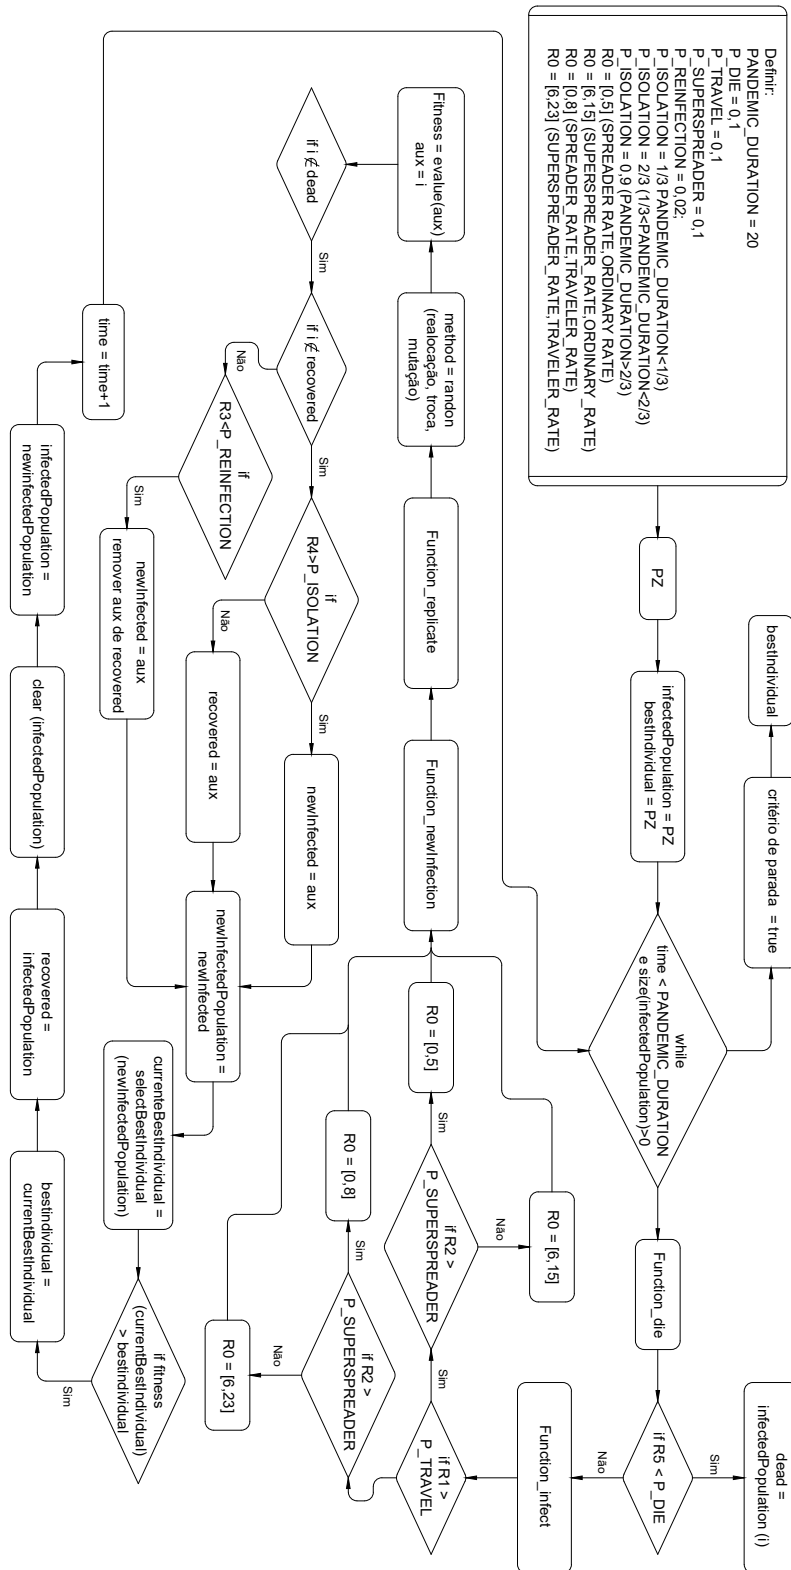 Definir:
PANDEMIC_DURATION = 20
P_DIE = 0,1
P_TRAVEL = 0,1
P_SUPERSPREADER = 0,1
P_REINFECTION = 0,02;
P_ISOLATION = 1/3 PANDEMIC_DURATION<1/3)
P_ISOLATION = 2/3 (1/3<PANDEMIC_DURATION<2/3)
P_ISOLATION = 0,9 (PANDEMIC_DURATION>2/3)
R0 = [0,5] (SPREADER RATE,ORDINARY RATE)
R0 = [6,15] (SUPERSPREADER_RATE,ORDINARY_RATE)
R0 = [0,8] (SPREADER_RATE,TRAVELER_RATE)
R0 = [6,23] (SUPERSPREADER_RATE,TRAVELER_RATE)
PZ
infectedPopulation = PZ
bestIndividual = PZ
while
time < PANDEMIC_DURATION
e size(infectedPopulation)>0
critério de parada = true
bestIndividual
Function_die
if R5 < P_DIE
Sim
dead =
infectedPopulation (i)
Não
Function_infect
if R1 >
P_TRAVEL
Sim
if R2 >
P_SUPERSPREADER
Não
R0 = [6,15]
Sim
R0 = [0,5]
if R2 >
P_SUPERSPREADER
Sim
R0 = [0,8]
Não
R0 = [6,23]
Function_newInfection
Function_replicate
method = randon
(realocação, troca,
mutação)
Fitness = evalue(aux)
aux = i
if i ∉ dead
Sim
if i ∉ recovered
Não
if
R3<P_REINFECTION
Sim
newInfected = aux
remover aux de recovered
Sim
if
R4>P_ISOLATION
Não
recovered = aux
Sim
newInfected = aux
newInfectedPopulation =
newInfected
currenteBestIndividual =
selectBestIndividual
(newInfectedPopulation)
if fitness
(currentBestIndividual)
> bestindividual
Sim
bestindividual =
currentBestIndividual
recovered =
infectedPopulation
clear (infectedPopulation)
infectedPopulation =
newinfectedPopulation
time = time+1